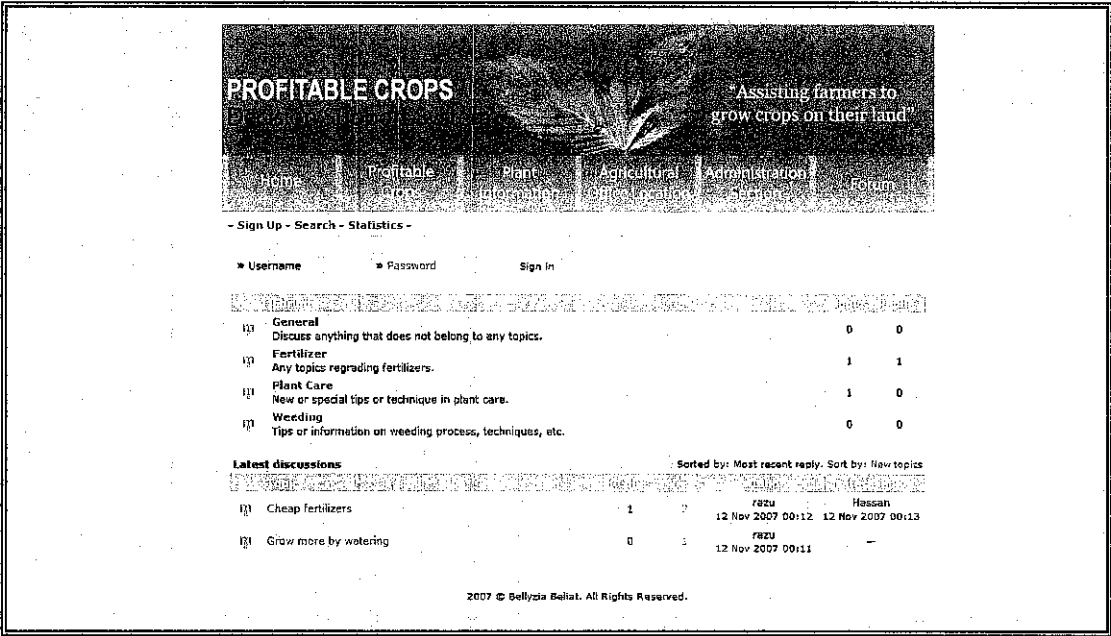 PROFITABLE CROPS
"Assisting farmers to
grow crops on their land"
Home
Profitable
Crops
Plant
Information
Agricultural
Office Location
Administration
Section
Forum
- Sign Up - Search - Statistics -
» Username » Password Sign in
General 0 0
Discuss anything that does not belong to any topics.
Fertilizer 1 1
Any topics regrading fertilizers.
Plant Care 1 0
New or special tips or technique in plant care.
Weeding 0 0
Tips or information on weeding process, techniques, etc.
Latest discussions Sorted by: Most recent reply. Sort by: New topics
Cheap fertilizers 1 razu Hassan
12 Nov 2007 00:12 12 Nov 2007 00:13
Grow more by watering 0 razu –
12 Nov 2007 00:11
2007 © Bellyzia Beliat. All Rights Reserved.